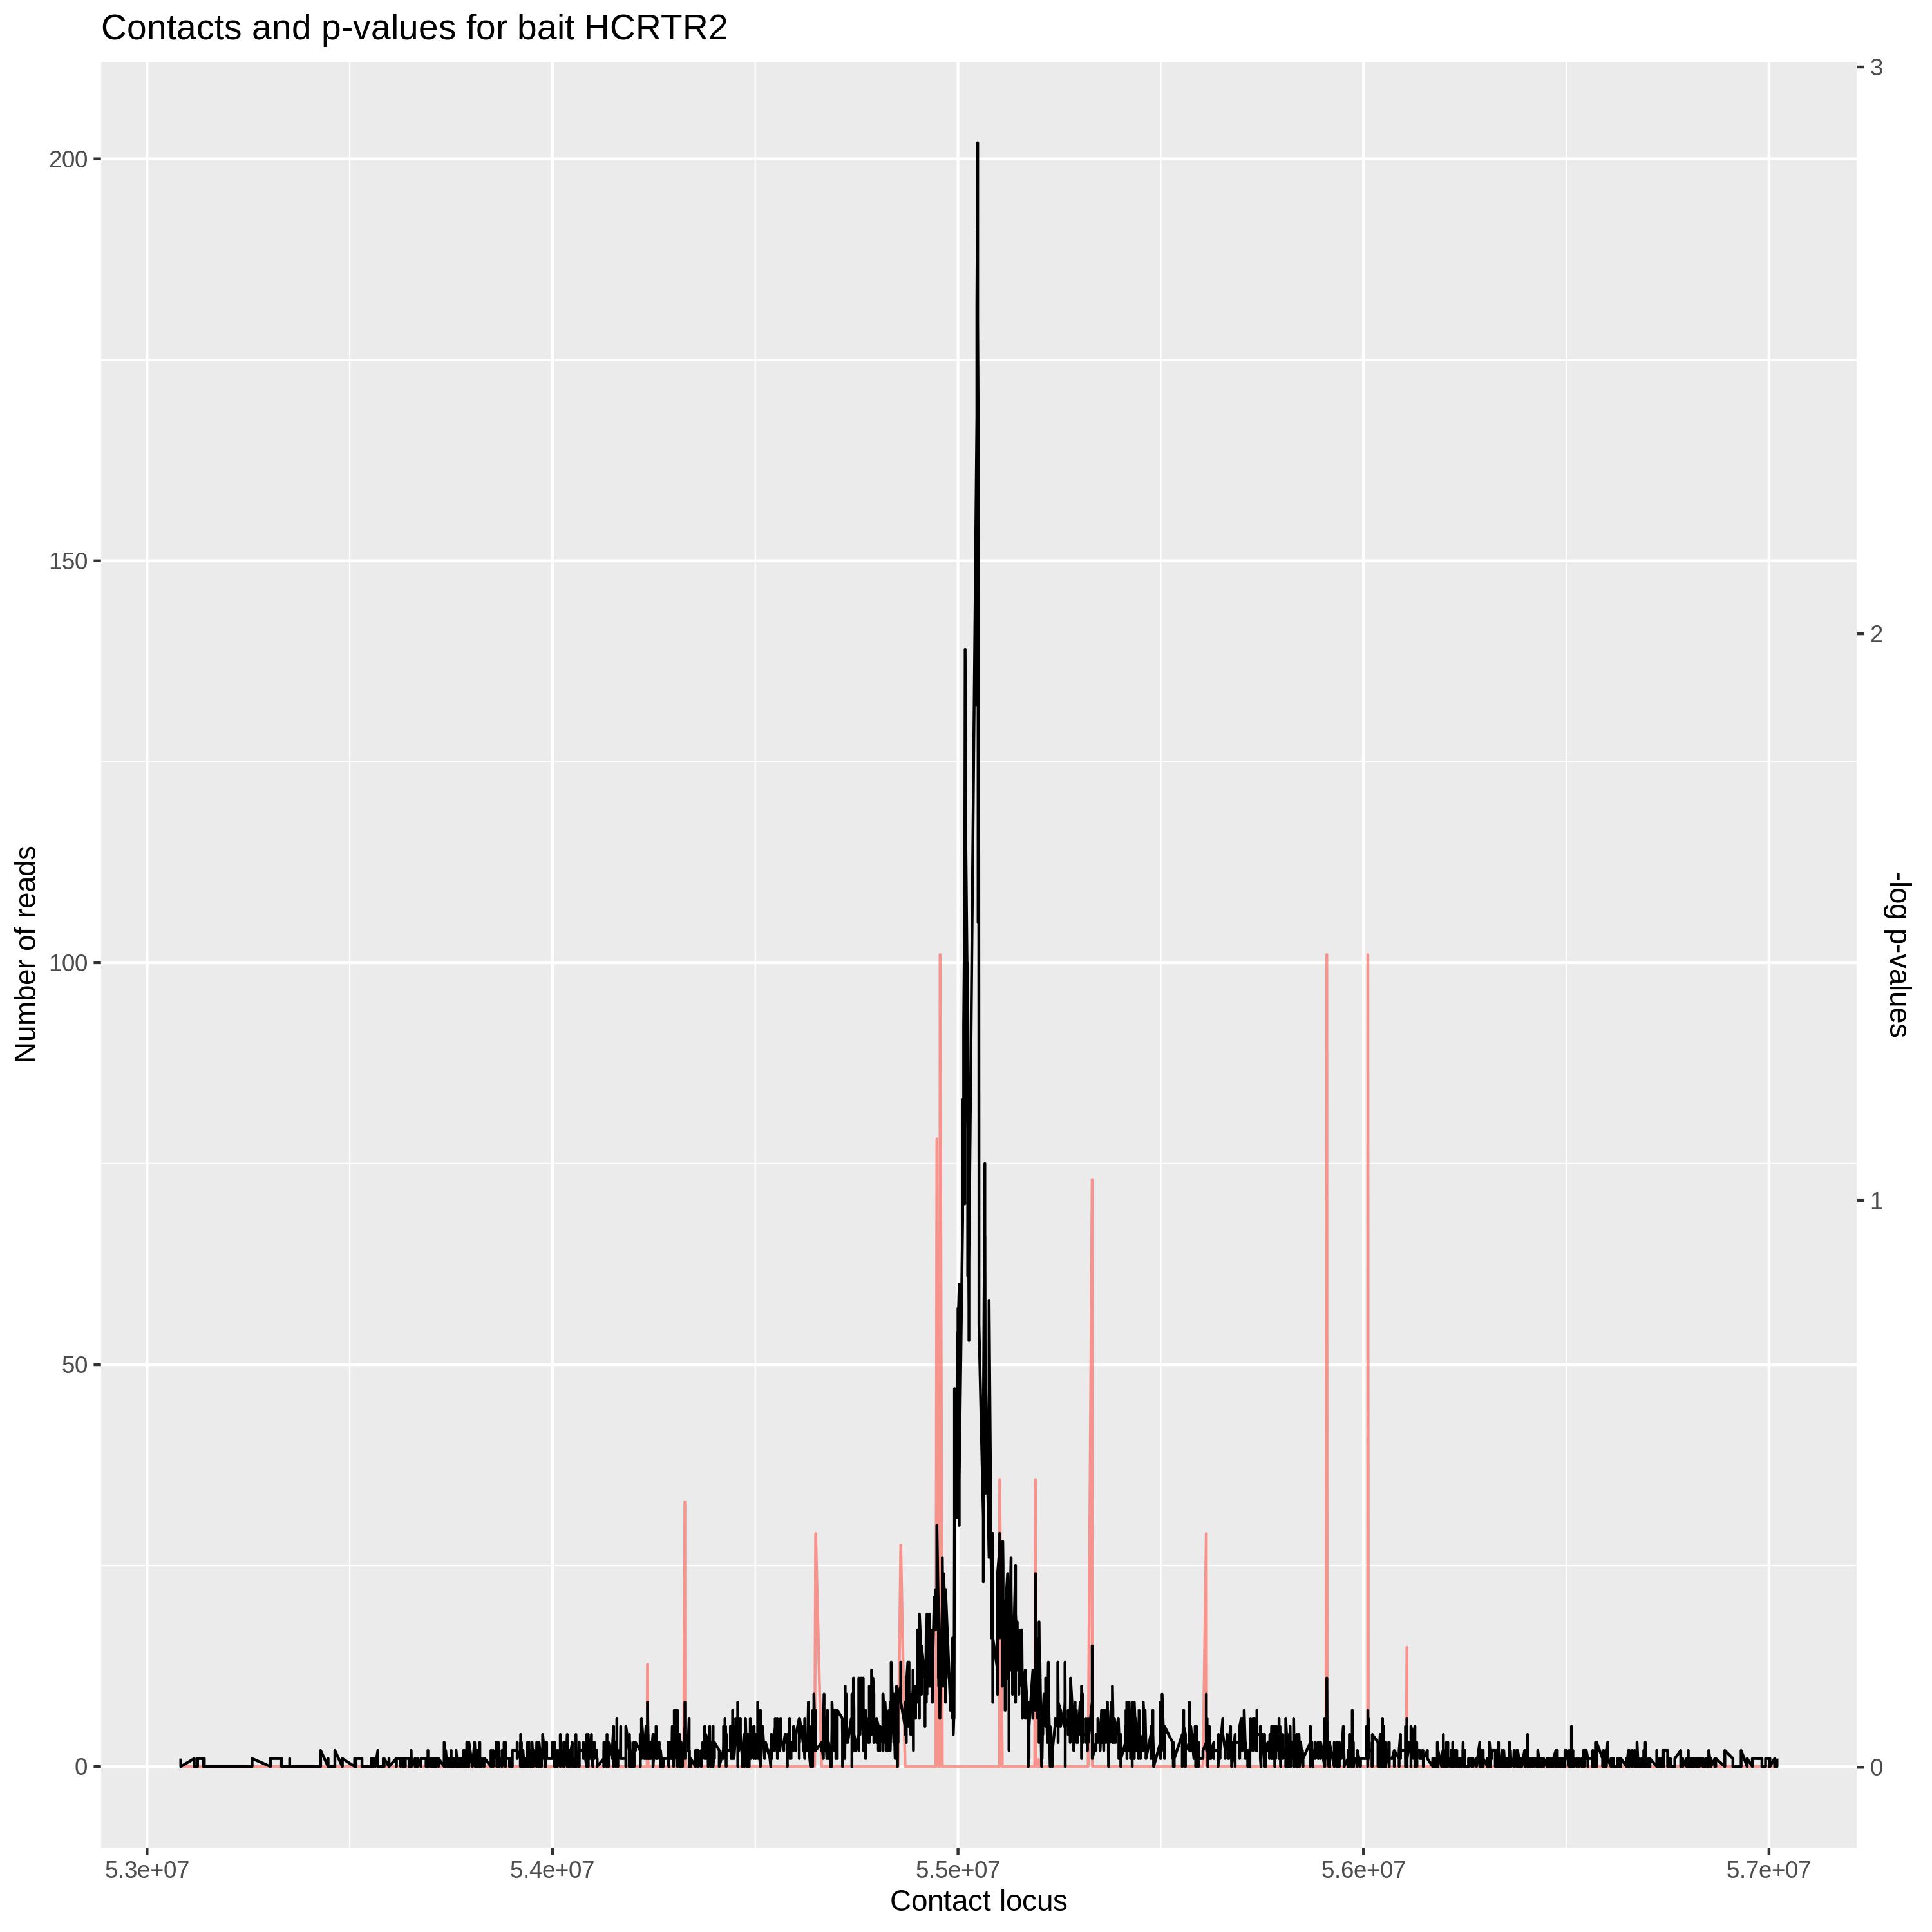 Contacts and p-values for bait HCRTR2
Number of reads
200
150
100
50
0
3
2
1
0
-log p-values
5.3e+07
5.4e+07
5.5e+07
5.6e+07
5.7e+07
Contact locus